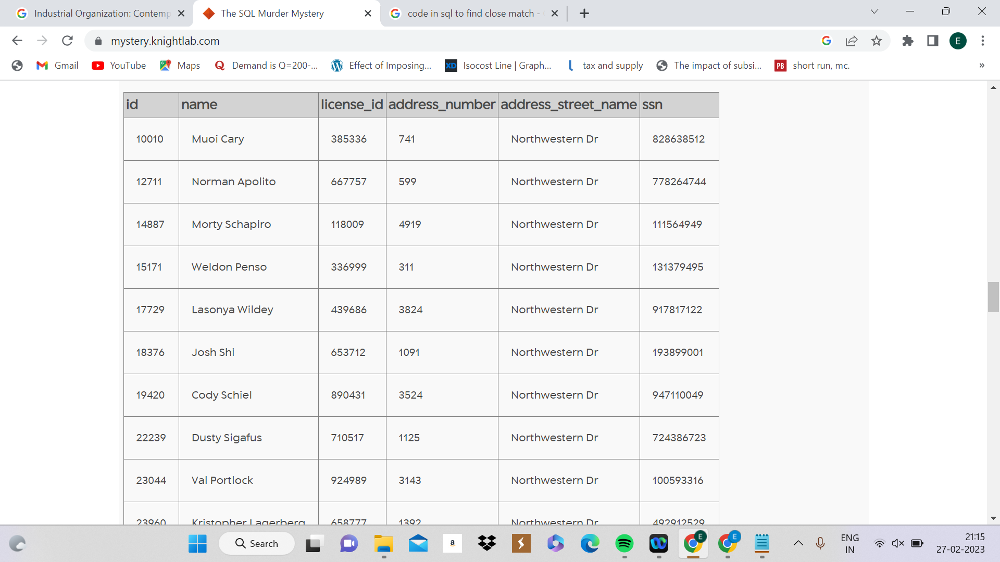 Industrial Organization: Contemp
The SQL Murder Mystery
code in sql to find close match -
mystery.knightlab.com
E
Gmail
YouTube
Maps
Demand is Q=200-...
Effect of Imposing...
XD Isocost Line | Graph...
tax and supply
The impact of subsi...
PB short run, mc.
»
id name license_id address_number address_street_name ssn
10010 Muoi Cary 385336 741 Northwestern Dr 828638512
12711 Norman Apolito 667757 599 Northwestern Dr 778264744
14887 Morty Schapiro 118009 4919 Northwestern Dr 111564949
15171 Weldon Penso 336999 311 Northwestern Dr 131379495
17729 Lasonya Wildey 439686 3824 Northwestern Dr 917817122
18376 Josh Shi 653712 1091 Northwestern Dr 193899001
19420 Cody Schiel 890431 3524 Northwestern Dr 947110049
22239 Dusty Sigafus 710517 1125 Northwestern Dr 724386723
23044 Val Portlock 924989 3143 Northwestern Dr 100593316
23960 Kristopher Lagerberg 658777 1392 Northwestern Dr 492912529
Search
a
E
E
ENG
IN
21:15
27-02-2023